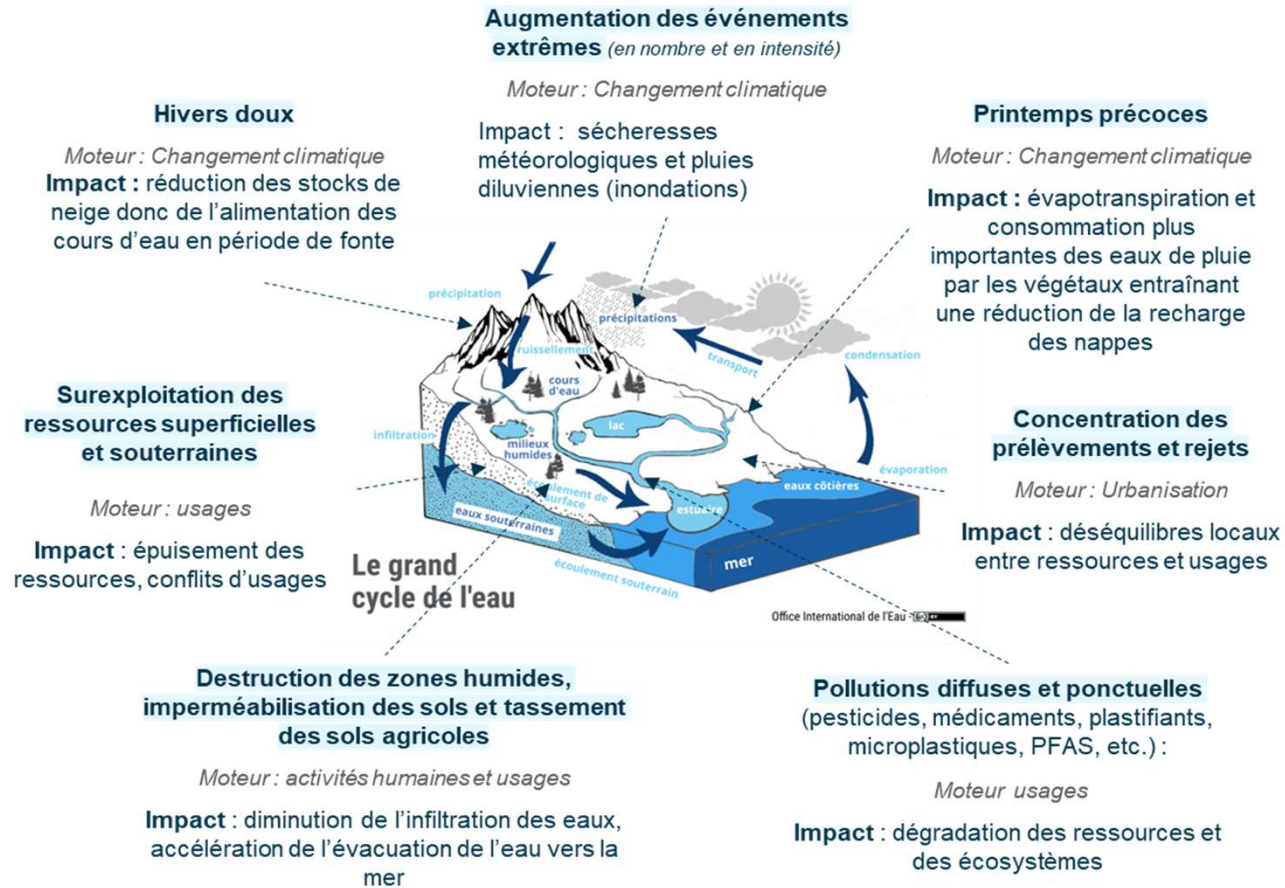 Augmentation des événements
extrêmes (en nombre et en intensité)
Moteur : Changement climatique
Impact : sécheresses
météorologiques et pluies
diluviennes (inondations)
Hivers doux
Moteur : Changement climatique
Impact : réduction des stocks de
neige donc de l’alimentation des
cours d’eau en période de fonte
Printemps précoces
Moteur : Changement climatique
Impact : évapotranspiration et
consommation plus
importantes des eaux de pluie
par les végétaux entraînant
une réduction de la recharge
des nappes
Surexploitation des
ressources superficielles
et souterraines
Moteur : usages
Impact : épuisement des
ressources, conflits d’usages
Concentration des
prélèvements et rejets
Moteur : Urbanisation
Impact : déséquilibres locaux
entre ressources et usages
précipitation
précipitations
ruissellement
transport
condensation
cours
d'eau
lac
infiltration
milieux
humides
évaporation
écoulement de
surface
eaux côtières
estuaire
eaux souterraines
mer
écoulement souterrain
Le grand
cycle de l'eau
Office International de l'Eau -
BY
Destruction des zones humides,
imperméabilisation des sols et tassement
des sols agricoles
Moteur : activités humaines et usages
Impact : diminution de l’infiltration des eaux,
accélération de l’évacuation de l’eau vers la
mer
Pollutions diffuses et ponctuelles
(pesticides, médicaments, plastifiants,
microplastiques, PFAS, etc.) :
Moteur usages
Impact : dégradation des ressources et
des écosystèmes